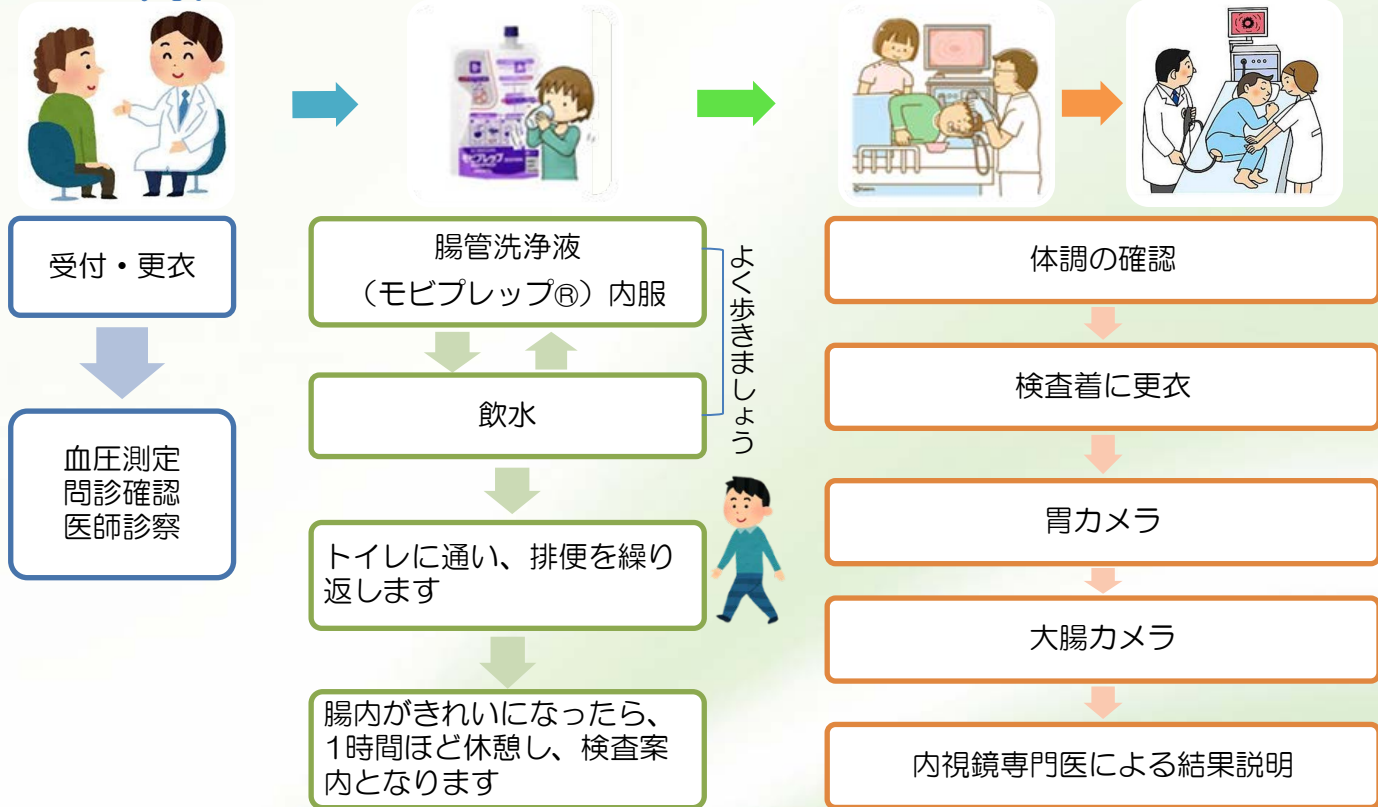 モビプレップ
受付・更衣
血圧測定
問診確認
医師診察
腸管洗浄液
（モビプレップ®）内服
飲水
よく歩きましょう
トイレに通い、排便を繰り
返します
腸内がきれいになったら、
1時間ほど休憩し、検査案
内となります
体調の確認
検査着に更衣
胃カメラ
大腸カメラ
内視鏡専門医による結果説明